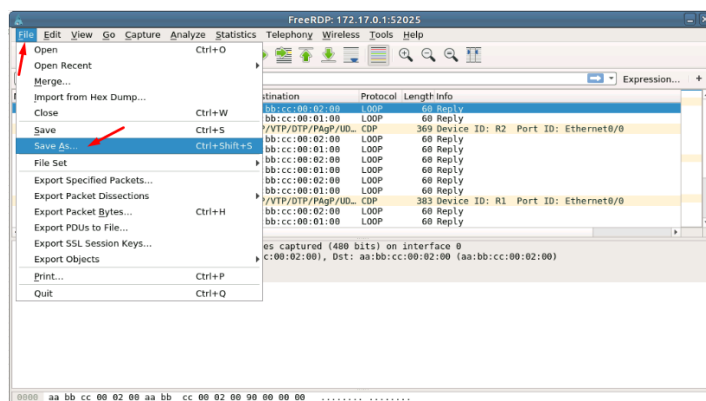 FreeRDP: 172.17.0.1:52025
File Edit View Go Capture Analyze Statistics Telephony Wireless Tools Help
Open Ctrl+O
Open Recent
Merge...
Import from Hex Dump...
Close Ctrl+W
Save Ctrl+S
Save As... Ctrl+Shift+S
File Set
Export Specified Packets...
Export Packet Dissections
Export Packet Bytes... Ctrl+H
Export PDUs to File...
Export SSL Session Keys...
Export Objects
Print... Ctrl+P
Quit Ctrl+Q
Expression... +
stination Protocol Length Info
bb:cc:00:02:00 LOOP 60 Reply
bb:cc:00:01:00 LOOP 60 Reply
P/VTP/DTP/PAgP/UD… CDP 369 Device ID: R2 Port ID: Ethernet0/0
bb:cc:00:02:00 LOOP 60 Reply
bb:cc:00:01:00 LOOP 60 Reply
bb:cc:00:02:00 LOOP 60 Reply
bb:cc:00:01:00 LOOP 60 Reply
bb:cc:00:02:00 LOOP 60 Reply
bb:cc:00:01:00 LOOP 60 Reply
P/VTP/DTP/PAgP/UD… CDP 383 Device ID: R1 Port ID: Ethernet0/0
bb:cc:00:02:00 LOOP 60 Reply
bb:cc:00:01:00 LOOP 60 Reply
es captured (480 bits) on interface 0
c:00:02:00), Dst: aa:bb:cc:00:02:00 (aa:bb:cc:00:02:00)
0000 aa bb cc 00 02 00 aa bb cc 00 02 00 90 00 00 00 ........ ........